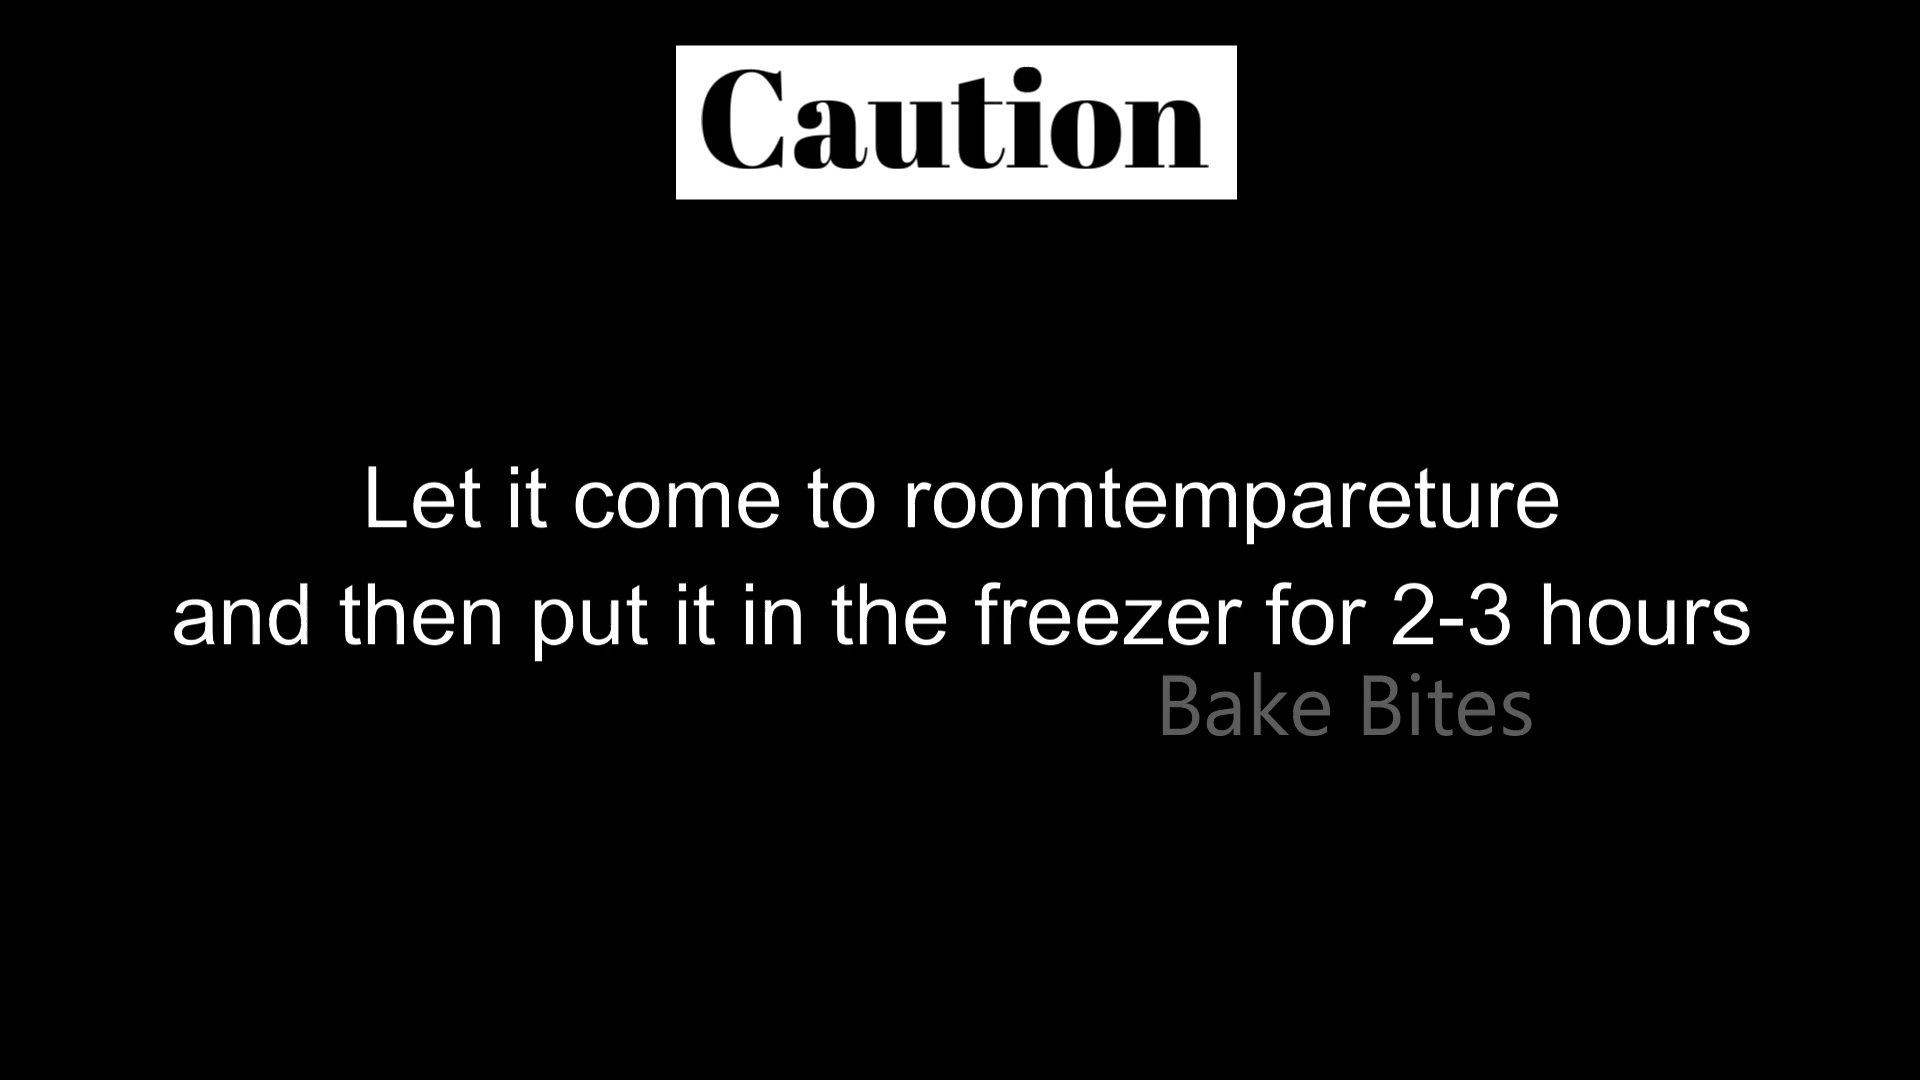 Caution
Let it come to roomtempareture
and then put it in the freezer for 2-3 hours
Bake Bites